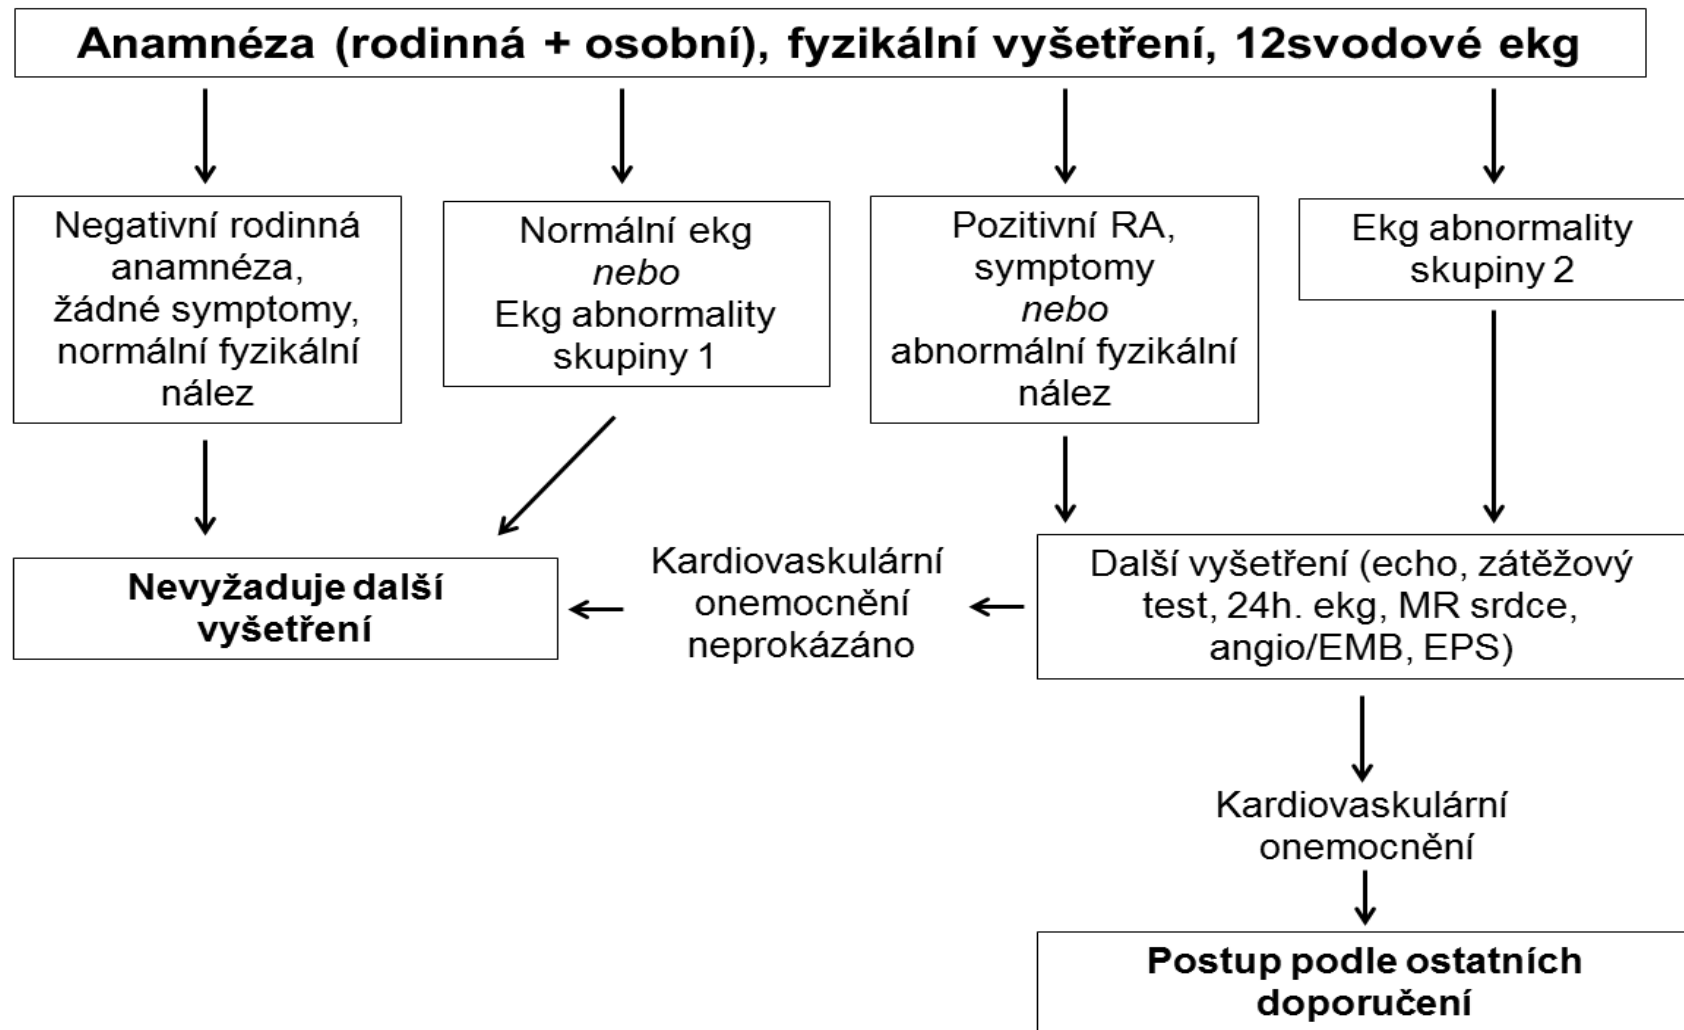 Anamnéza (rodinná + osobní), fyzikální vyšetření, 12svodové ekg
Negativní rodinná
anamnéza,
žádné symptomy,
normální fyzikální
nález
Normální ekg
nebo
Ekg abnormality
skupiny 1
Pozitivní RA,
symptomy
nebo
abnormální fyzikální
nález
Ekg abnormality
skupiny 2
Nevyžaduje další
vyšetření
Kardiovaskulární
onemocnění
neprokázáno
Další vyšetření (echo, zátěžový
test, 24h. ekg, MR srdce,
angio/EMB, EPS)
Kardiovaskulární
onemocnění
Postup podle ostatních
doporučení